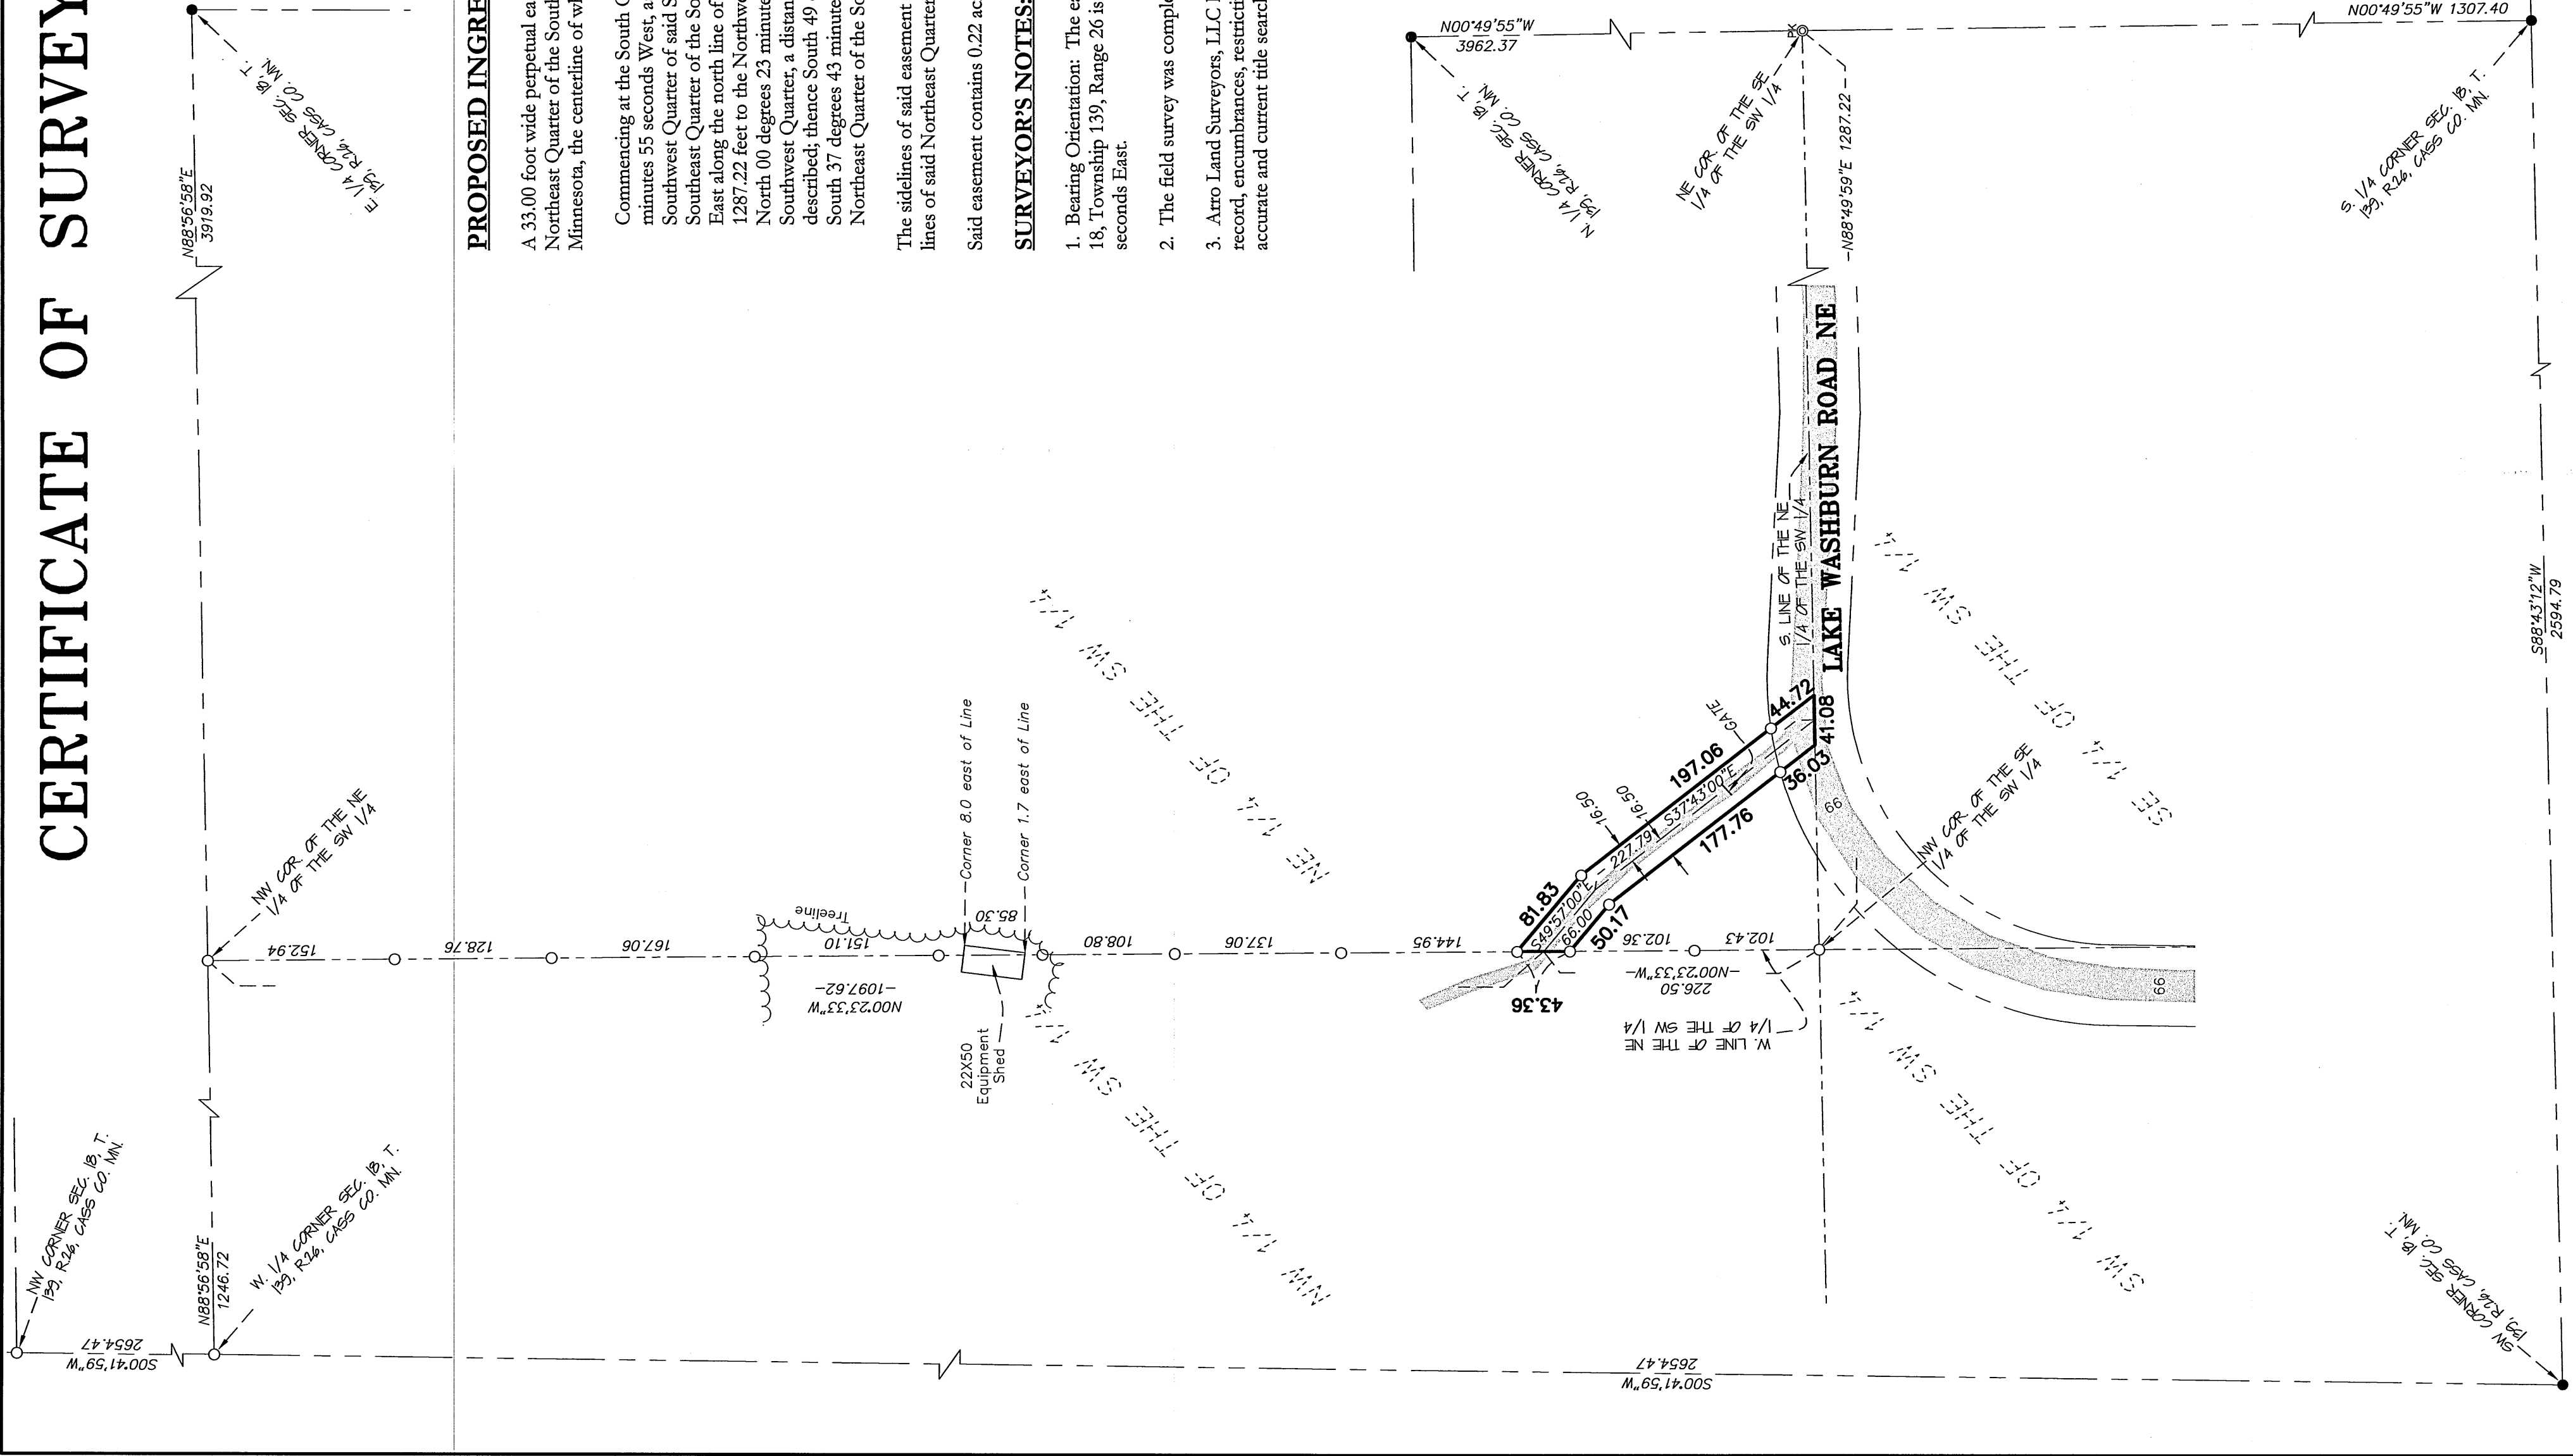 CERTIFICATE OF SURVEY
PROPOSED INGRE
A 33.00 foot wide perpetual ea
Northeast Quarter of the South
Minnesota, the centerline of wh
Commencing at the South Q
minutes 55 seconds West, a
Southwest Quarter of said S
Southeast Quarter of the So
East along the north line of
1287.22 feet to the Northwe
North 00 degrees 23 minute
Southwest Quarter, a distan
described; thence South 49
South 37 degrees 43 minute
Northeast Quarter of the So
The sidelines of said easement
lines of said Northeast Quarter
Said easement contains 0.22 ac
SURVEYOR'S NOTES:
1. Bearing Orientation: The ea
18, Township 139, Range 26 is
seconds East.
2. The field survey was comple
3. Arro Land Surveyors, LLC
record, encumbrances, restricti
accurate and current title search
NW CORNER SEC. 18, T.
139, R.26, CASS CO. MN.
S00°41'59"W
2654.47
N88°56'58"E
1246.72
W. 1/4 CORNER SEC. 18, T.
139, R.26, CASS CO. MN.
NW COR. OF THE NE
1/4 OF THE SW 1/4
N88°56'58"E
3919.92
E. 1/4 CORNER SEC. 18, T.
139, R.26, CASS CO. MN.
152.94
128.76
167.06
151.10
85.30
108.80
137.06
144.95
102.36
102.43
Treeline
N00°23'33"W
-1097.62-
Corner 8.0 east of Line
Corner 1.7 east of Line
22X50
Equipment
Shed
NW 1/4 OF THE SW 1/4
NE 1/4 OF THE SW 1/4
SW 1/4 OF THE SW 1/4
SE 1/4 OF THE SW 1/4
81.83
197.06
44.72
41.08
36.03
177.76
50.17
43.36
S49°57'00"E
66.00
227.79
S37°43'00"E
16.50
16.50
GATE
226.50
-N00°23'33"W-
W. LINE OF THE NE
1/4 OF THE SW 1/4
S. LINE OF THE NE
1/4 OF THE SW 1/4
LAKE WASHBURN ROAD NE
66
66
NW COR. OF THE SE
1/4 OF THE SW 1/4
N00°49'55"W
3962.37
N. 1/4 CORNER SEC. 18, T.
139, R.26, CASS CO. MN.
NE COR. OF THE SE
1/4 OF THE SW 1/4
PK
-N88°49'59"E 1287.22-
N00°49'55"W 1307.40
S. 1/4 CORNER SEC. 18, T.
139, R.26, CASS CO. MN.
S88°43'12"W
2594.79
S00°41'59"W
2654.47
SW CORNER SEC. 18, T.
139, R.26, CASS CO. MN.